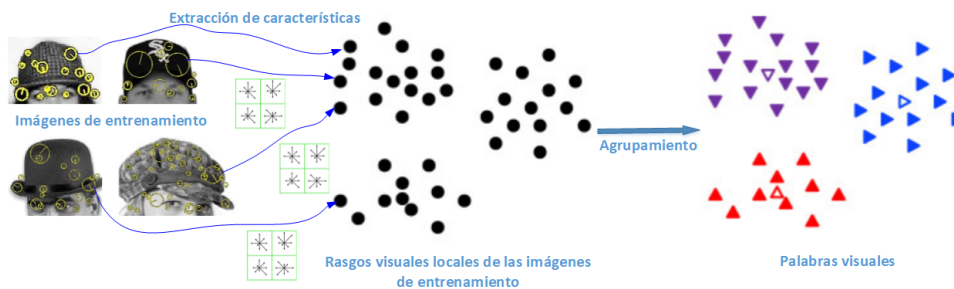 Extracción de características
Imágenes de entrenamiento
Agrupamiento
Rasgos visuales locales de las imágenes
de entrenamiento
Palabras visuales